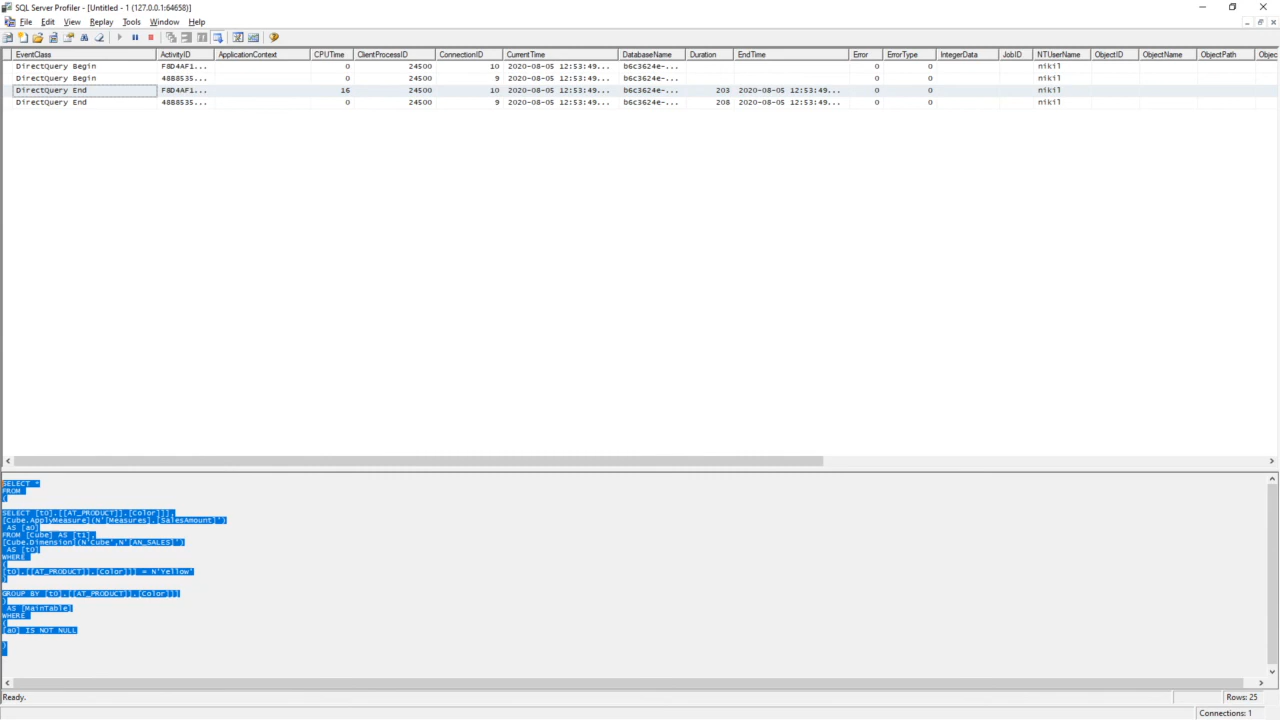 SQL Server Profiler - [Untitled - 1 (127.0.0.1:64658)]
File Edit View Replay Tools Window Help
EventClass ActivityID ApplicationContext CPUTime ClientProcessID ConnectionID CurrentTime DatabaseName Duration EndTime Error ErrorType IntegerData JobID NTUserName ObjectID ObjectName ObjectPath Objec
DirectQuery Begin F8D4AF1... 0 24500 10 2020-08-05 12:53:49... b6c3624e-... 0 0 nikil
DirectQuery Begin 48B8535... 0 24500 9 2020-08-05 12:53:49... b6c3624e-... 0 0 nikil
DirectQuery End F8D4AF1... 16 24500 10 2020-08-05 12:53:49... b6c3624e-... 203 2020-08-05 12:53:49... 0 0 nikil
DirectQuery End 48B8535... 0 24500 9 2020-08-05 12:53:49... b6c3624e-... 208 2020-08-05 12:53:49... 0 0 nikil
SELECT *
FROM
(
SELECT [t0].[[AT_PRODUCT]].[Color]]],
[Cube.ApplyMeasure](N'[Measures].[SalesAmount]')
AS [a0]
FROM [Cube] AS [t1],
[Cube.Dimension](N'Cube',N'[AN_SALES]')
AS [t0]
WHERE
(
[t0].[[AT_PRODUCT]].[Color]]] = N'Yellow'
)
GROUP BY [t0].[[AT_PRODUCT]].[Color]]]
)
AS [MainTable]
WHERE
(
[a0] IS NOT NULL
)
Ready. Rows: 25
Connections: 1